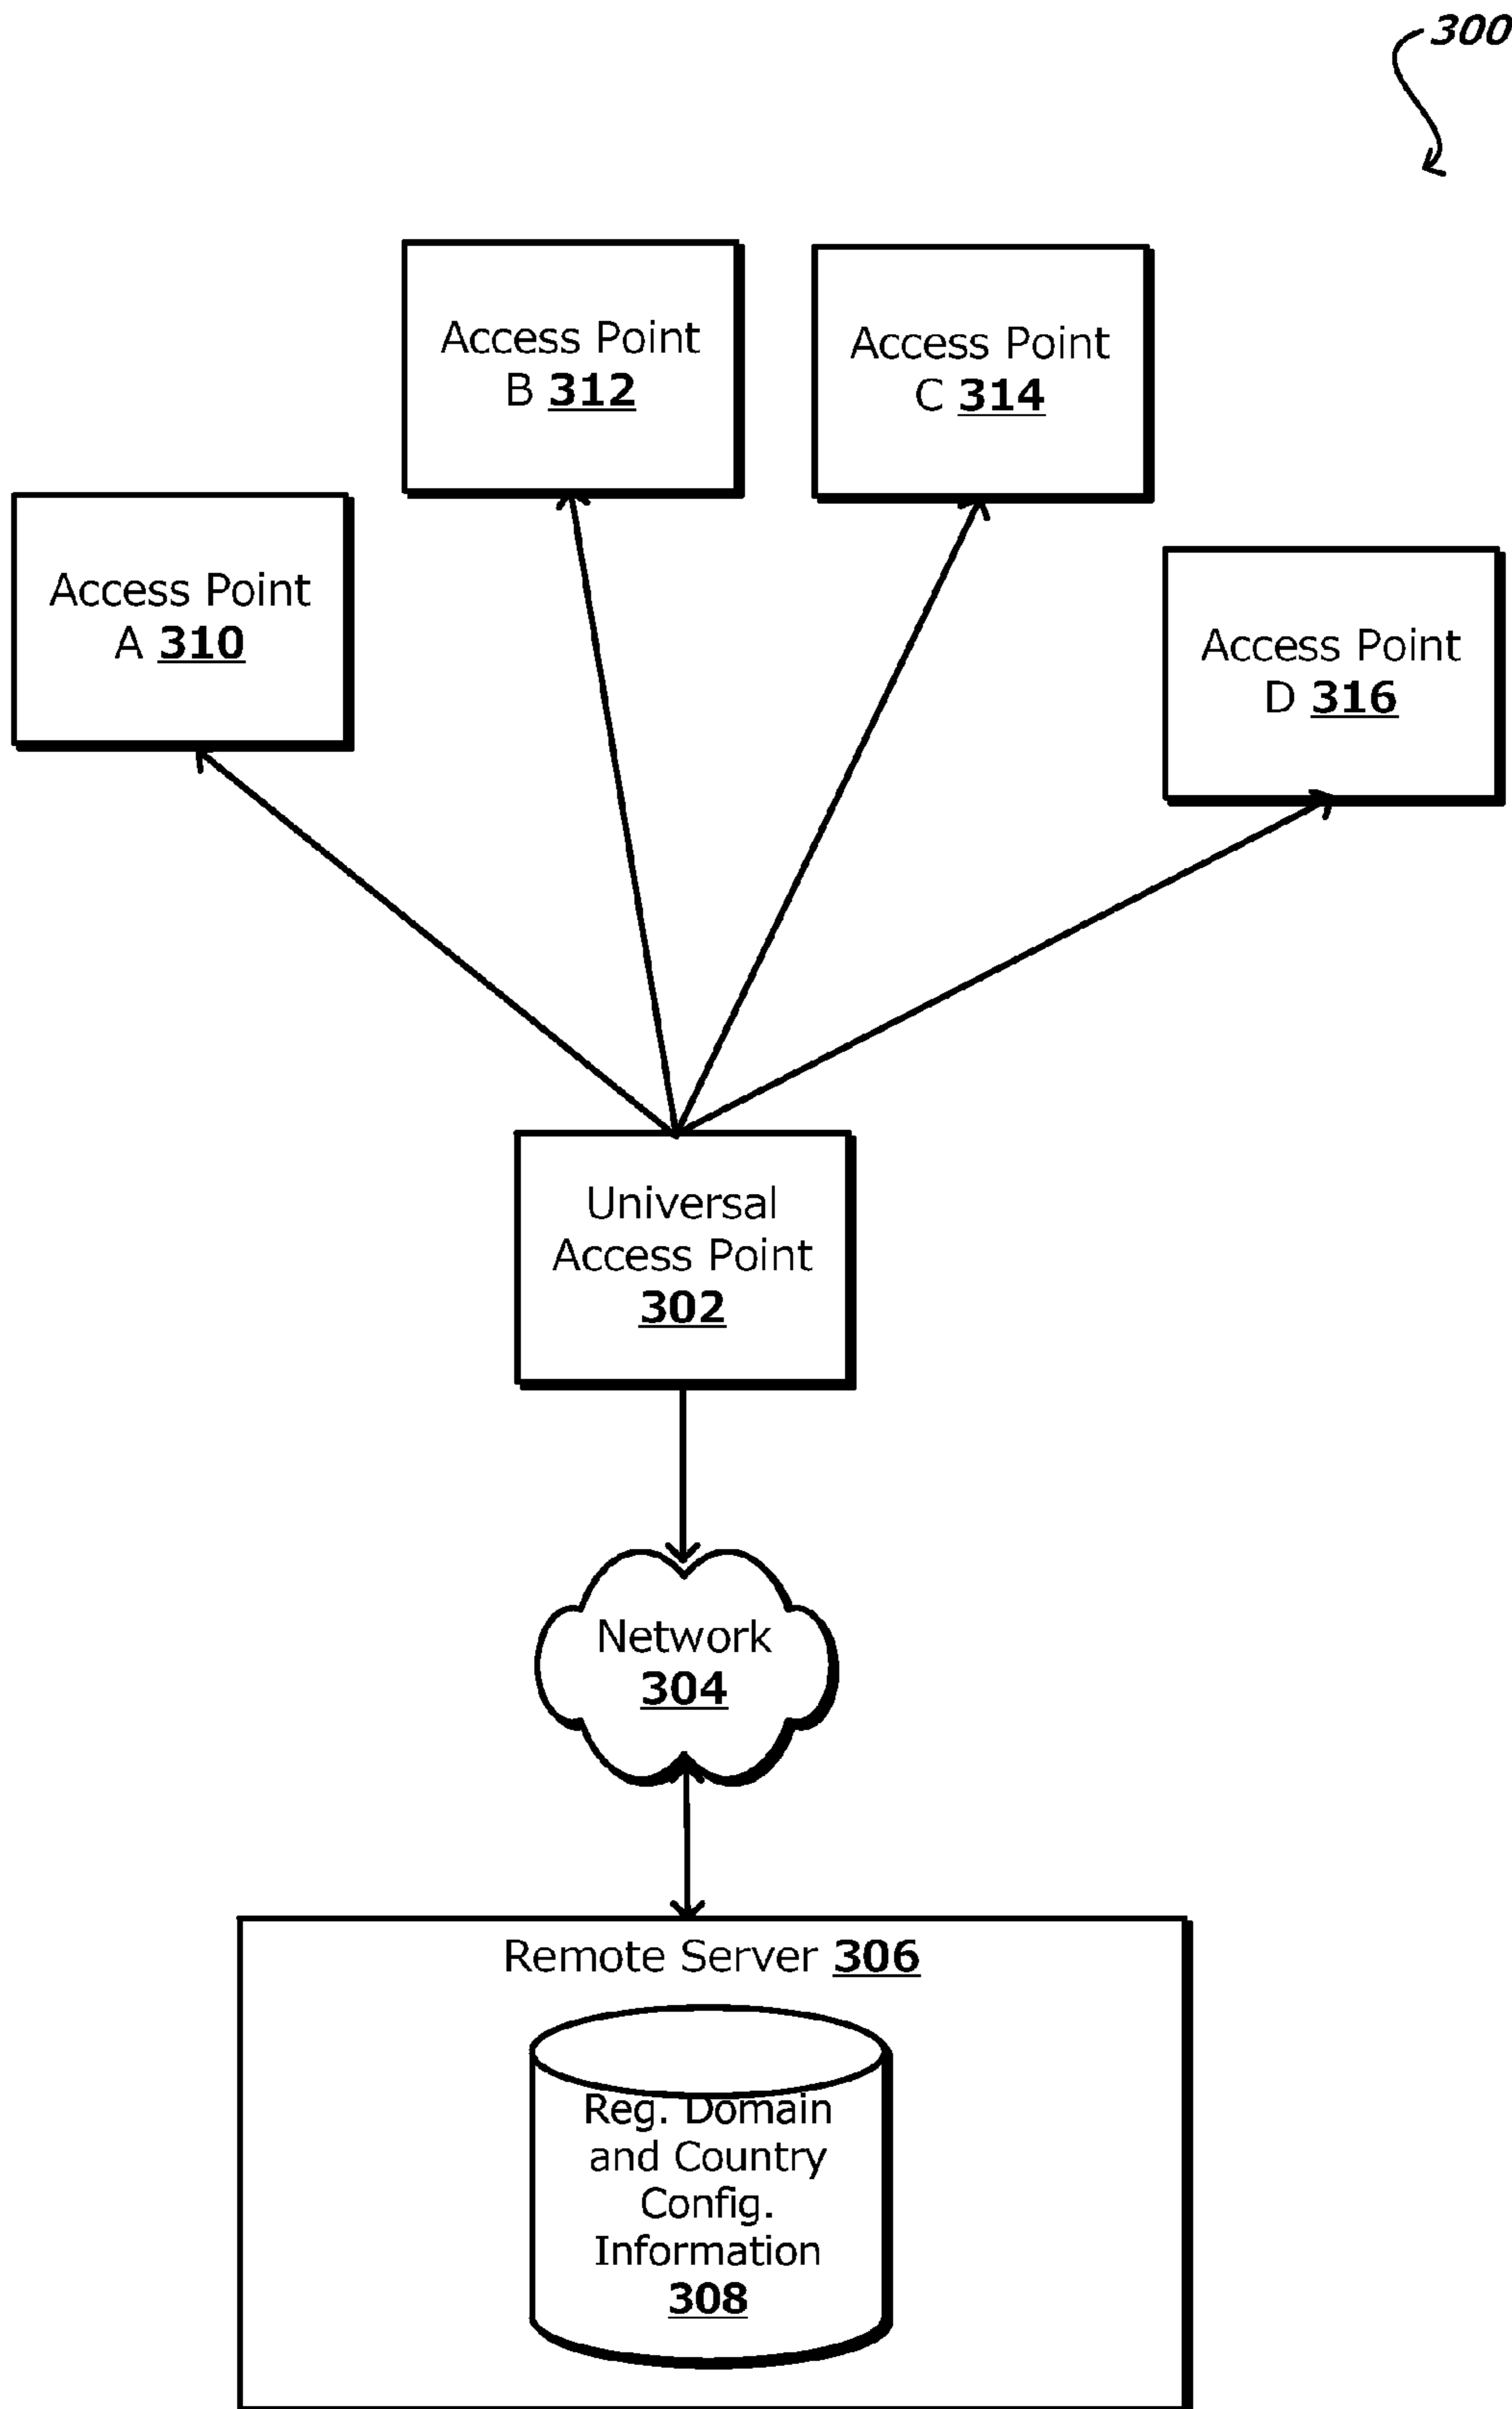 300
Access Point
B 312
Access Point
C 314
Access Point
A 310
Access Point
D 316
Universal
Access Point
302
Network
304
Remote Server 306
Reg. Domain
and Country
Config.
Information
308